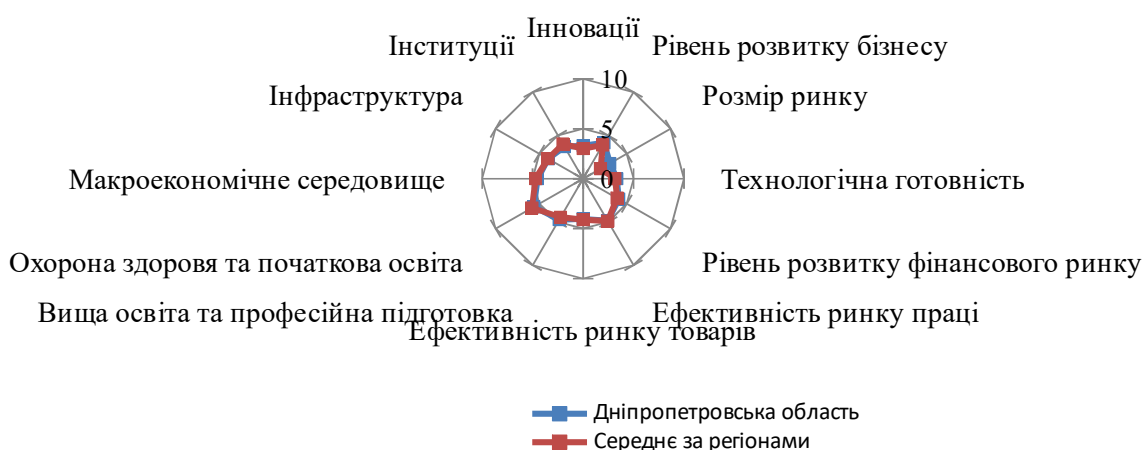 Інновації
Інституції
Рівень розвитку бізнесу
10
Інфраструктура
Розмір ринку
5
Макроекономічне середовище
0
Технологічна готовність
Охорона здоровя та початкова освіта
Рівень розвитку фінансового ринку
Вища освіта та професійна підготовка
Ефективність ринку праці
Ефективність ринку товарів
Дніпропетровська область
Середнє за регіонами